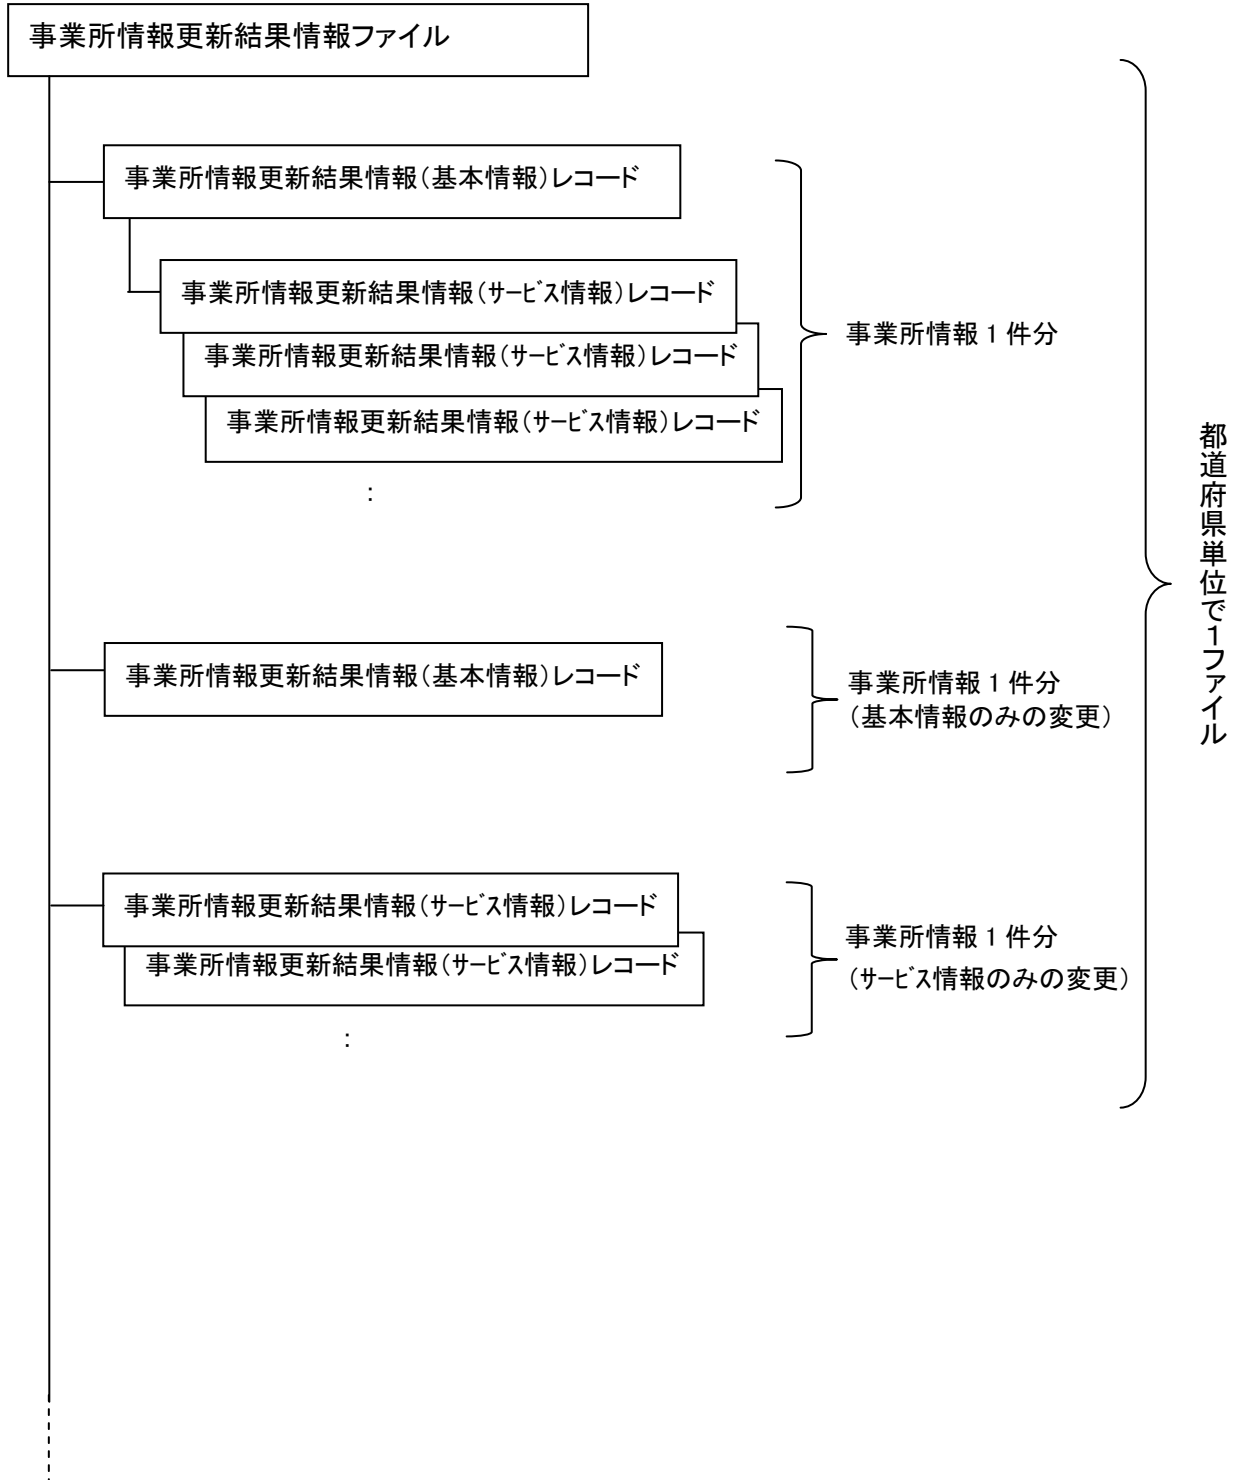 事業所情報更新結果情報ファイル
事業所情報更新結果情報（基本情報）レコード
事業所情報更新結果情報（ｻｰﾋﾞｽ情報）レコード
事業所情報更新結果情報（ｻｰﾋﾞｽ情報）レコード
事業所情報更新結果情報（ｻｰﾋﾞｽ情報）レコード
：
事業所情報 1 件分
事業所情報更新結果情報（基本情報）レコード
事業所情報 1 件分
（基本情報のみの変更）
事業所情報更新結果情報（ｻｰﾋﾞｽ情報）レコード
事業所情報更新結果情報（ｻｰﾋﾞｽ情報）レコード
：
事業所情報 1 件分
（ｻｰﾋﾞｽ情報のみの変更）
都道府県単位で１ファイル